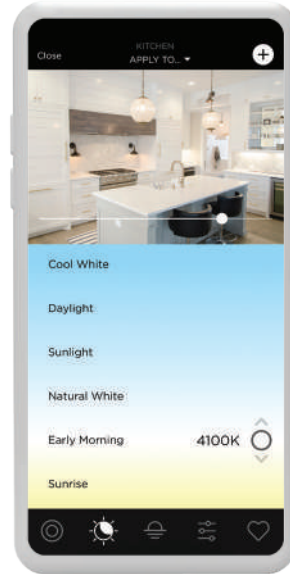 KITCHEN
Close
APPLY TO...
Cool White
Daylight
Sunlight
Natural White
Early Morning 4100K
Sunrise